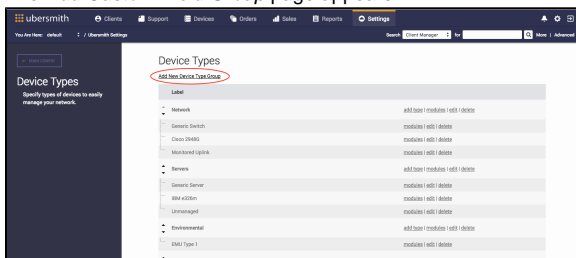 ubersmith Clients Support Devices Orders Sales Reports Settings
You Are Here: default / Ubersmith Settings Search Client Manager for More | Advanced
Device Types
Specify types of devices to easily
manage your network.
Device Types
Add New Device Type Group
Label
Network add type | modules | edit | delete
Generic Switch modules | edit | delete
Cisco 2948G modules | edit | delete
Monitored Uplink modules | edit | delete
Servers add type | modules | edit | delete
Generic Server modules | edit | delete
IBM e326m modules | edit | delete
Unmanaged modules | edit | delete
Environmental add type | modules | edit | delete
EMU Type 1 modules | edit | delete